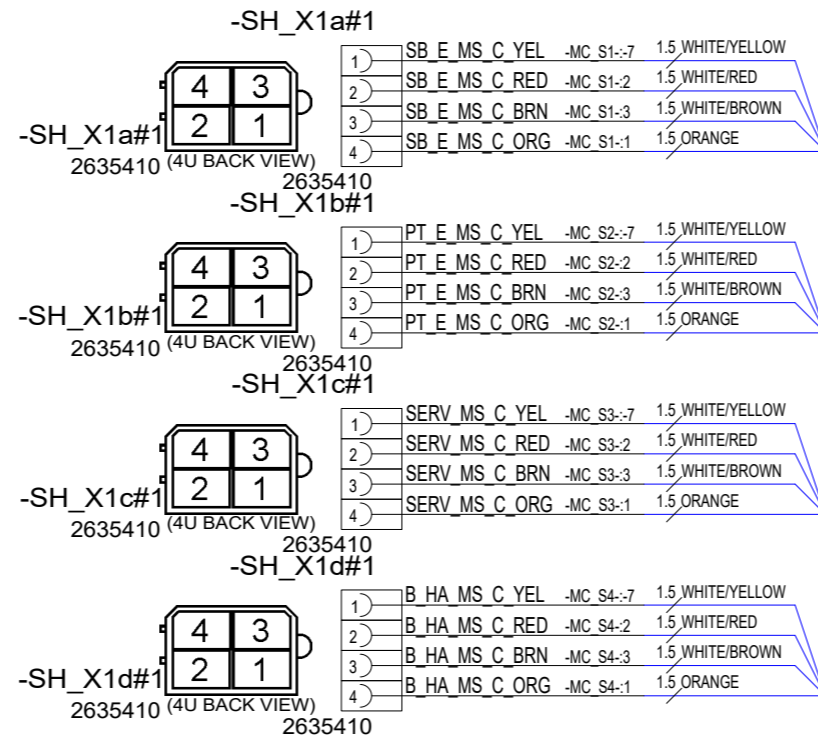 -SH_X1a#1
1 SB_E_MS_C_YEL -MC_S1-:-7 1.5 WHITE/YELLOW
2 SB_E_MS_C_RED -MC_S1-:2 1.5 WHITE/RED
3 SB_E_MS_C_BRN -MC_S1-:3 1.5 WHITE/BROWN
4 SB_E_MS_C_ORG -MC_S1-:1 1.5 ORANGE
4 3
2 1
-SH_X1a#1
2635410 (4U BACK VIEW)
2635410
-SH_X1b#1
1 PT_E_MS_C_YEL -MC_S2-:-7 1.5 WHITE/YELLOW
2 PT_E_MS_C_RED -MC_S2-:2 1.5 WHITE/RED
3 PT_E_MS_C_BRN -MC_S2-:3 1.5 WHITE/BROWN
4 PT_E_MS_C_ORG -MC_S2-:1 1.5 ORANGE
4 3
2 1
-SH_X1b#1
2635410 (4U BACK VIEW)
2635410
-SH_X1c#1
1 SERV_MS_C_YEL -MC_S3-:-7 1.5 WHITE/YELLOW
2 SERV_MS_C_RED -MC_S3-:2 1.5 WHITE/RED
3 SERV_MS_C_BRN -MC_S3-:3 1.5 WHITE/BROWN
4 SERV_MS_C_ORG -MC_S3-:1 1.5 ORANGE
4 3
2 1
-SH_X1c#1
2635410 (4U BACK VIEW)
2635410
-SH_X1d#1
1 B_HA_MS_C_YEL -MC_S4-:-7 1.5 WHITE/YELLOW
2 B_HA_MS_C_RED -MC_S4-:2 1.5 WHITE/RED
3 B_HA_MS_C_BRN -MC_S4-:3 1.5 WHITE/BROWN
4 B_HA_MS_C_ORG -MC_S4-:1 1.5 ORANGE
4 3
2 1
-SH_X1d#1
2635410 (4U BACK VIEW)
2635410